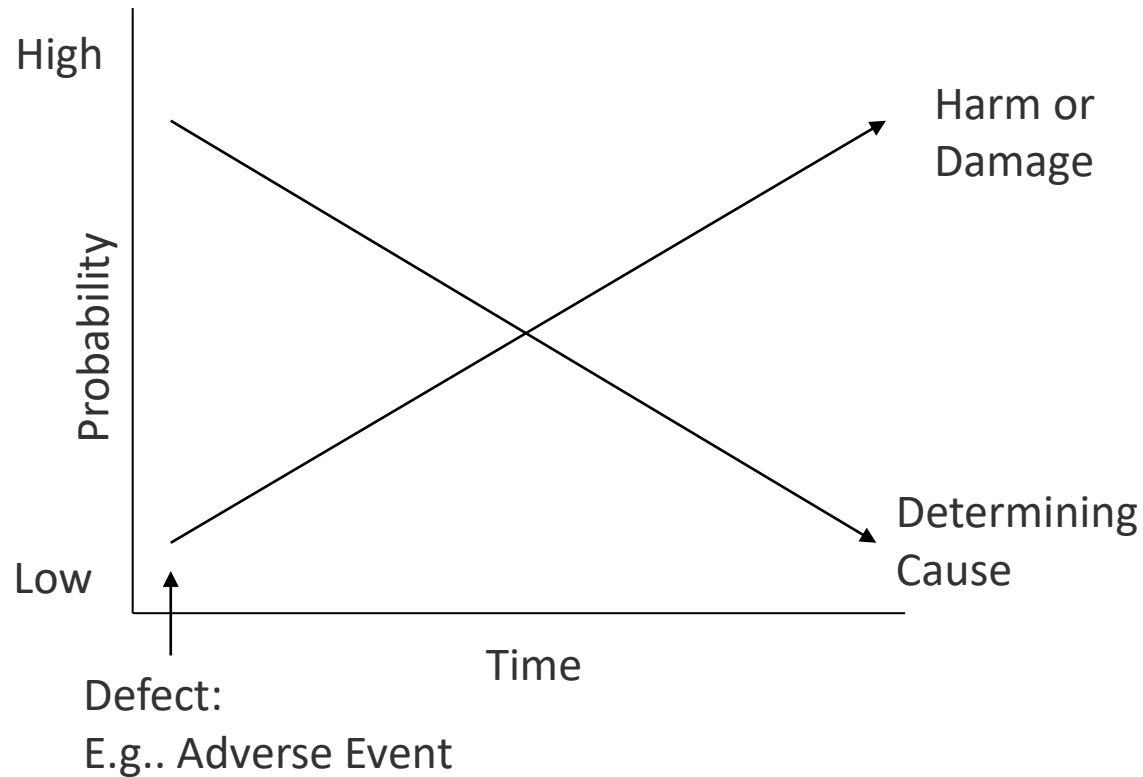 High
Harm or
Damage
Probability
Determining
Cause
Low
Time
Defect:
E.g.. Adverse Event